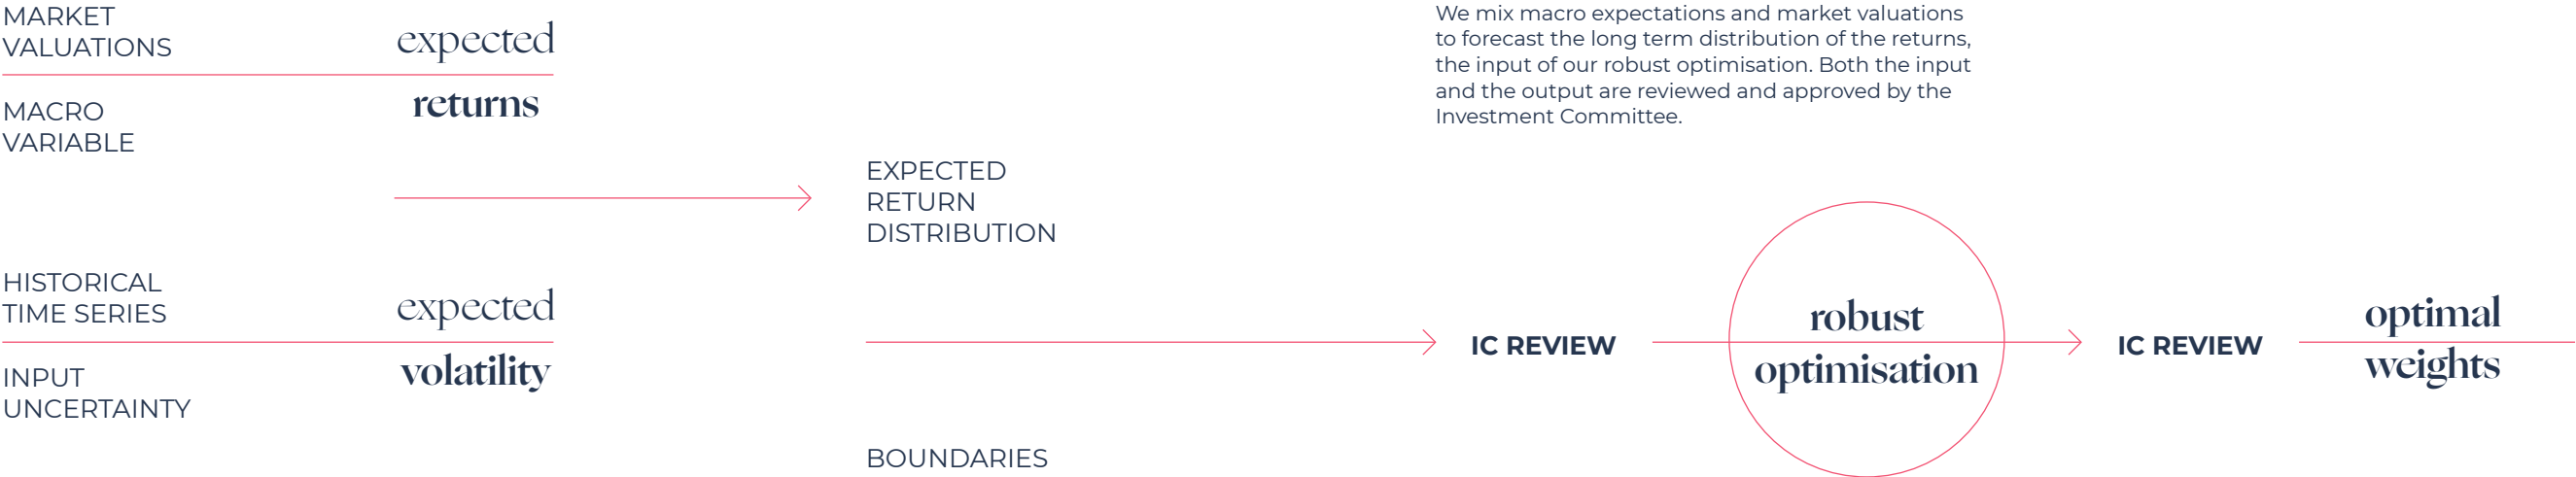 MARKET
VALUATIONS
MACRO
VARIABLE
expected
returns
HISTORICAL
TIME SERIES
INPUT
UNCERTAINTY
expected
volatility
EXPECTED
RETURN
DISTRIBUTION
BOUNDARIES
We mix macro expectations and market valuations
to forecast the long term distribution of the returns,
the input of our robust optimisation. Both the input
and the output are reviewed and approved by the
Investment Committee.
IC REVIEW
robust
optimisation
IC REVIEW
optimal
weights